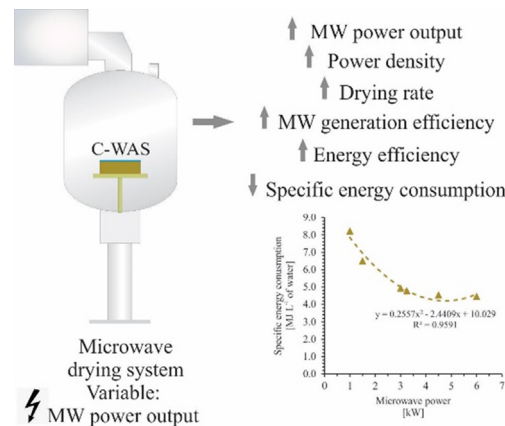 MW power output
Power density
Drying rate
MW generation efficiency
C-WAS
Energy efficiency
Specific energy consumption
Specific energy consumption
[MJ L⁻¹ of water]
9.0
8.0
7.0
6.0
5.0
4.0
3.0
2.0
1.0
0.0
y = 0.2557x² - 2.4409x + 10.029
R² = 0.9591
0 1 2 3 4 5 6 7
Microwave power
[kW]
Microwave
drying system
Variable:
MW power output